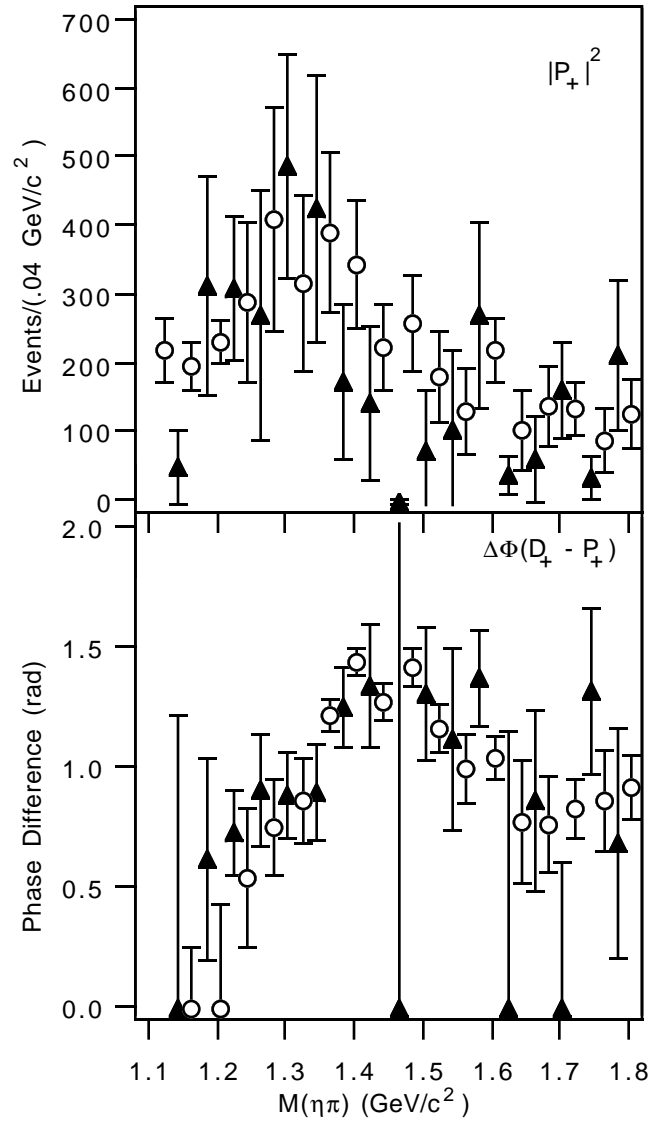 700
|P₊|²
600
500
400
300
200
100
0
Events/(.04 GeV/c²)
2.0
ΔΦ(D₊ - P₊)
1.5
1.0
0.5
0.0
Phase Difference (rad)
1.1 1.2 1.3 1.4 1.5 1.6 1.7 1.8
M(ηπ) (GeV/c²)